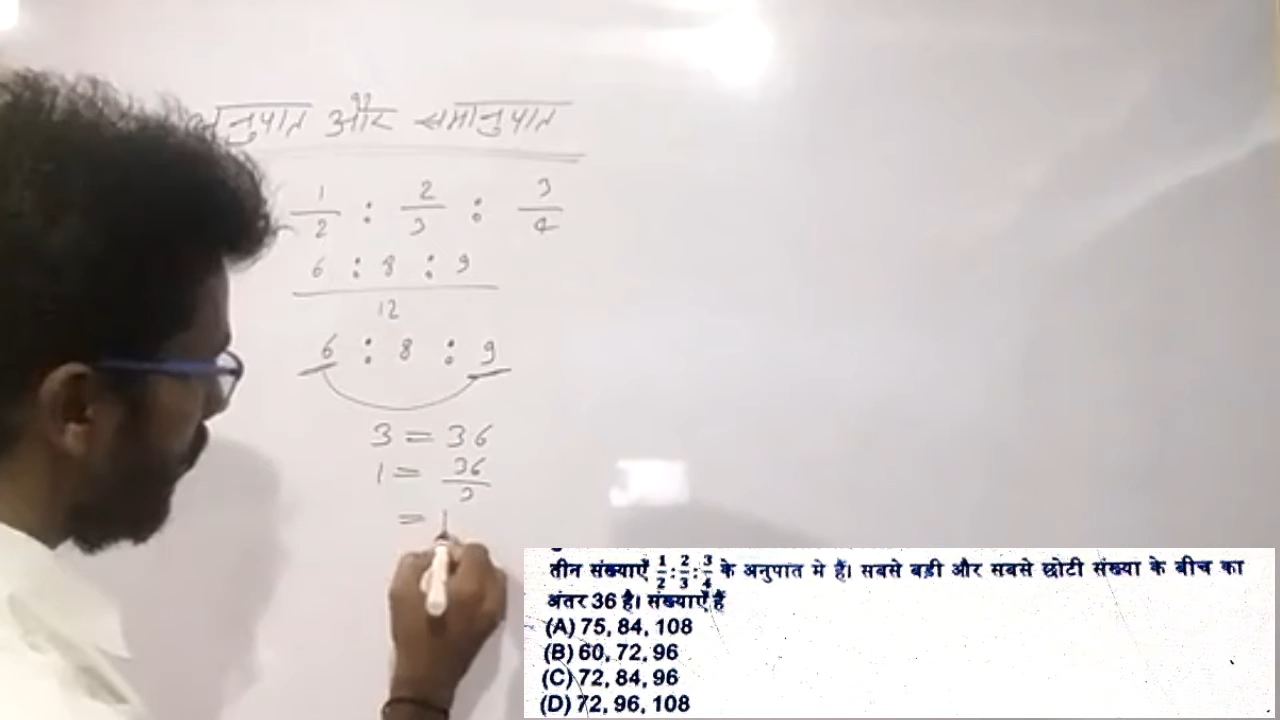 अनुपात और समानुपात
1/2 : 2/3 : 3/4
6 : 8 : 9
12
6 : 8 : 9
3 = 36
1 = 36/3
= 1
तीन संख्याएँ 1/2 : 2/3 : 3/4 के अनुपात मे हैं। सबसे बड़ी और सबसे छोटी संख्या के बीच का
अंतर 36 है। संख्याएँ हैं
(A) 75, 84, 108
(B) 60, 72, 96
(C) 72, 84, 96
(D) 72, 96, 108